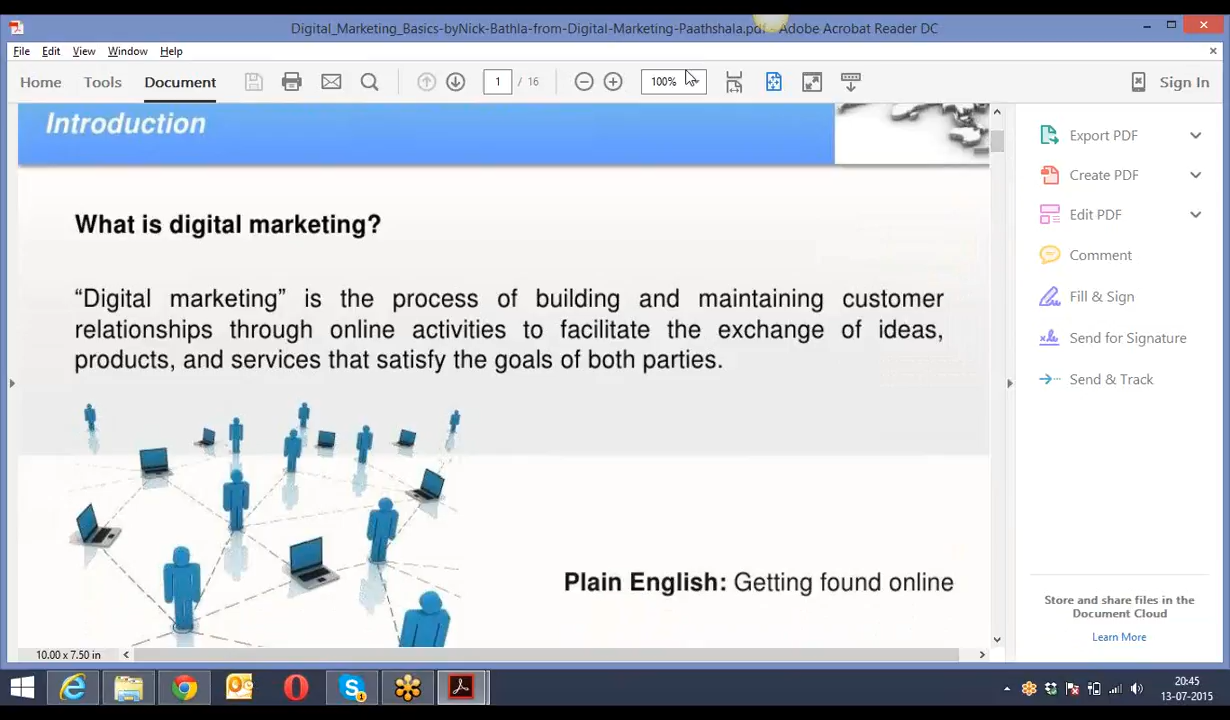 Digital_Marketing_Basics-byNick-Bathla-from-Digital-Marketing-Paathshala.pdf - Adobe Acrobat Reader DC
File Edit View Window Help
Home Tools Document 1 / 16 100% Sign In
Introduction
What is digital marketing?
“Digital marketing” is the process of building and maintaining customer
relationships through online activities to facilitate the exchange of ideas,
products, and services that satisfy the goals of both parties.
Plain English: Getting found online
10.00 x 7.50 in
Export PDF
Create PDF
Edit PDF
Comment
Fill & Sign
Send for Signature
Send & Track
Store and share files in the
Document Cloud
Learn More
20:45
13-07-2015